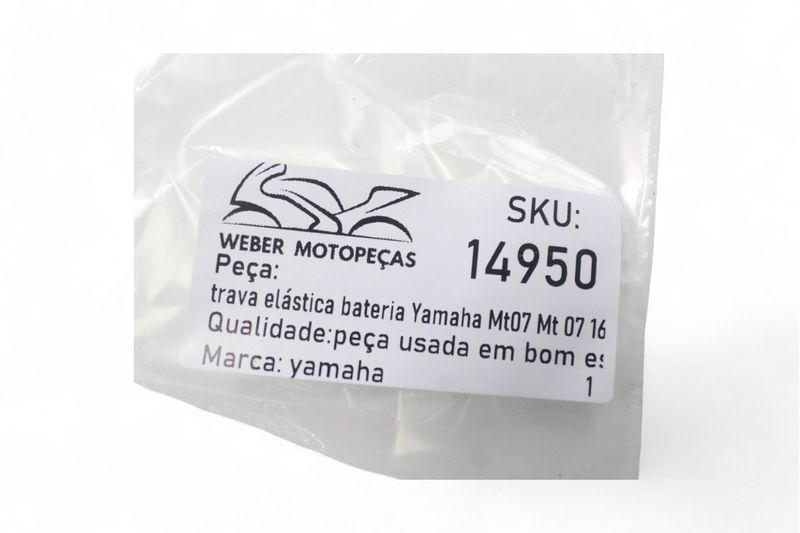 WEBER MOTOPEÇAS
SKU:
14950
Peça:
trava elástica bateria Yamaha Mt07 Mt 07 16
Qualidade:peça usada em bom es
Marca: yamaha
1